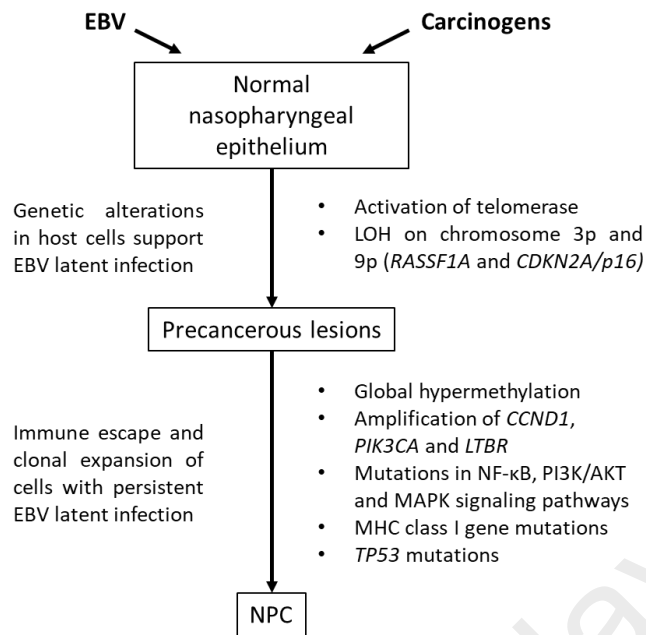 EBV
Carcinogens
Normal
nasopharyngeal
epithelium
Genetic alterations
in host cells support
EBV latent infection
• Activation of telomerase
• LOH on chromosome 3p and
9p (RASSF1A and CDKN2A/p16)
Precancerous lesions
Immune escape and
clonal expansion of
cells with persistent
EBV latent infection
• Global hypermethylation
• Amplification of CCND1,
PIK3CA and LTBR
• Mutations in NF-κB, PI3K/AKT
and MAPK signaling pathways
• MHC class I gene mutations
• TP53 mutations
NPC